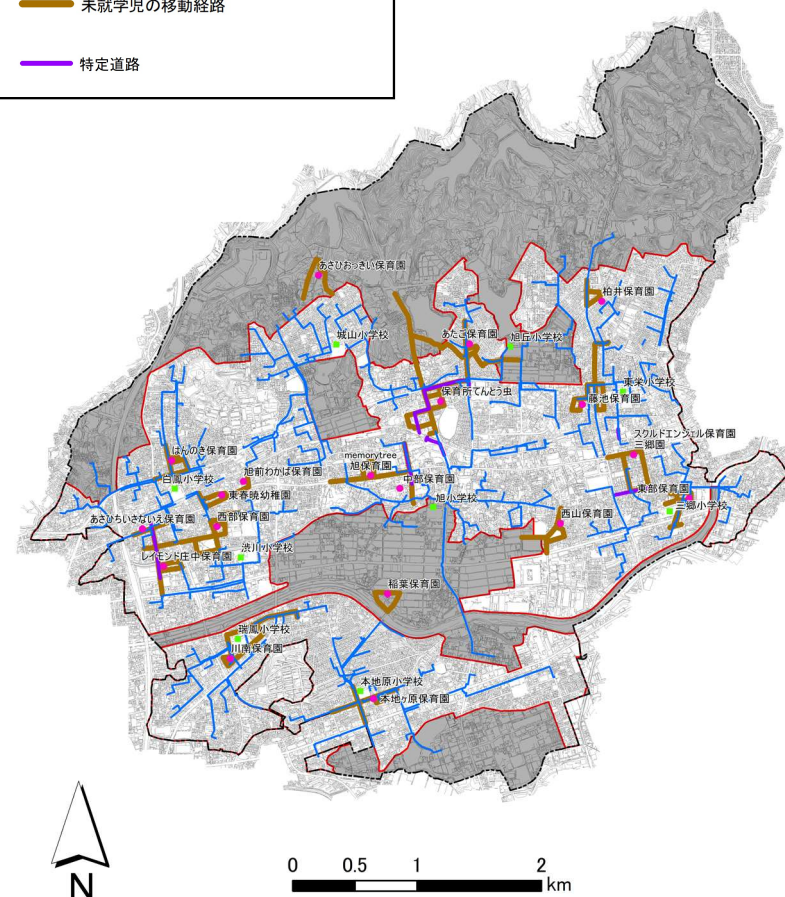 未就学児の移動経路
特定道路
あさひおっきい保育園
柏井保育園
城山小学校
あたご保育園
旭丘小学校
東栄小学校
保育所てんとう虫
藤池保育園
スクルドエンジェル保育園
三郷園
はんのき保育園
memorytree
旭保育園
旭前わかば保育園
白鳳小学校
中部保育園
東春暁幼稚園
東部保育園
旭小学校
三郷小学校
あさひちいきないえ保育園
西部保育園
西山保育園
渋川小学校
レイモンド庄中保育園
稲葉保育園
瑞鳳小学校
川南保育園
本地原小学校
本地ヶ原保育園
N
0 0.5 1 2
km